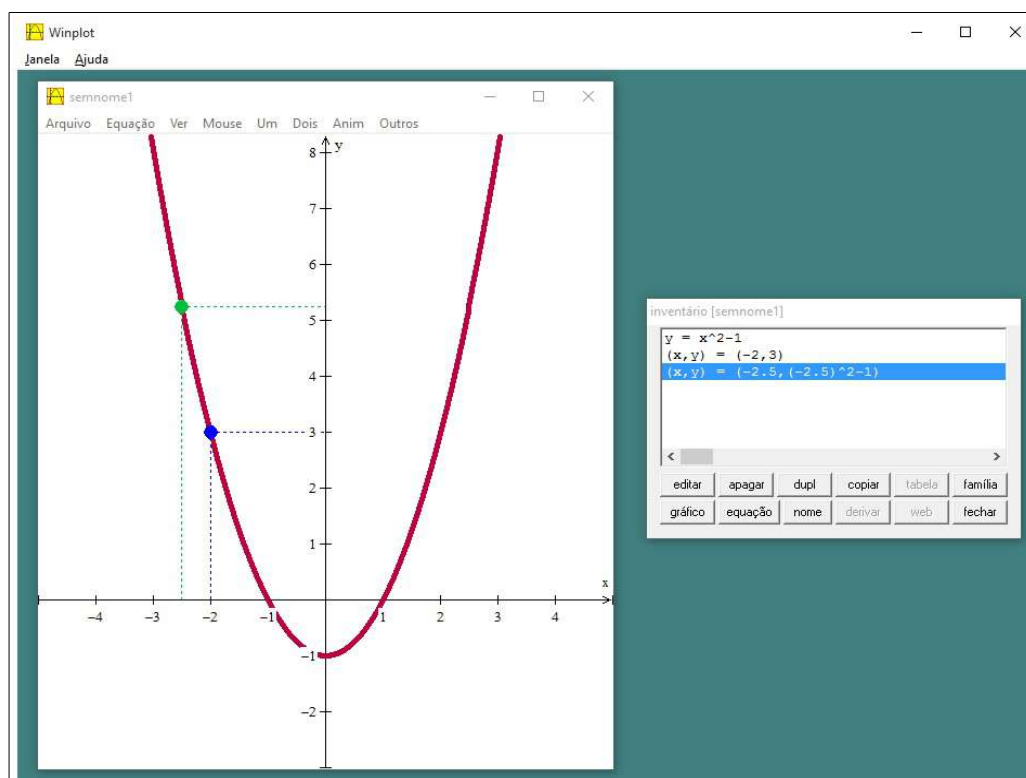 Winplot
Janela Ajuda
semnome1
Arquivo Equação Ver Mouse Um Dois Anim Outros
y
8
7
6
5
4
3
2
1
x
−4 −3 −2 −1 1 2 3 4
−1
−2
inventário [semnome1]
y = x^2-1
(x,y) = (-2,3)
(x,y) = (-2.5,(-2.5)^2-1)
editar apagar dupl copiar tabela família
gráfico equação nome derivar web fechar